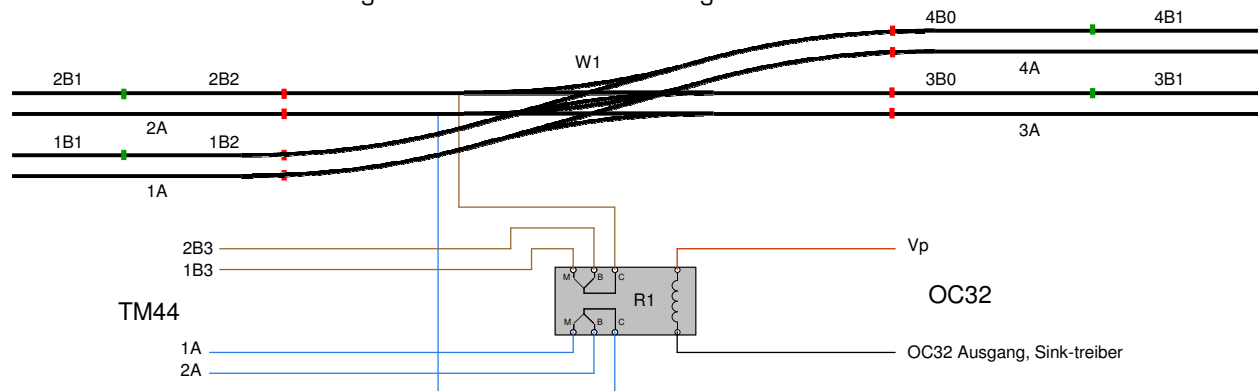 4B0 4B1
W1
2B1 2B2 4A 3B0 3B1
2A
1B1 1B2 3A
1A
2B3 Vp
1B3
M B C
R1 OC32
TM44
M B C
1A OC32 Ausgang, Sink-treiber
2A